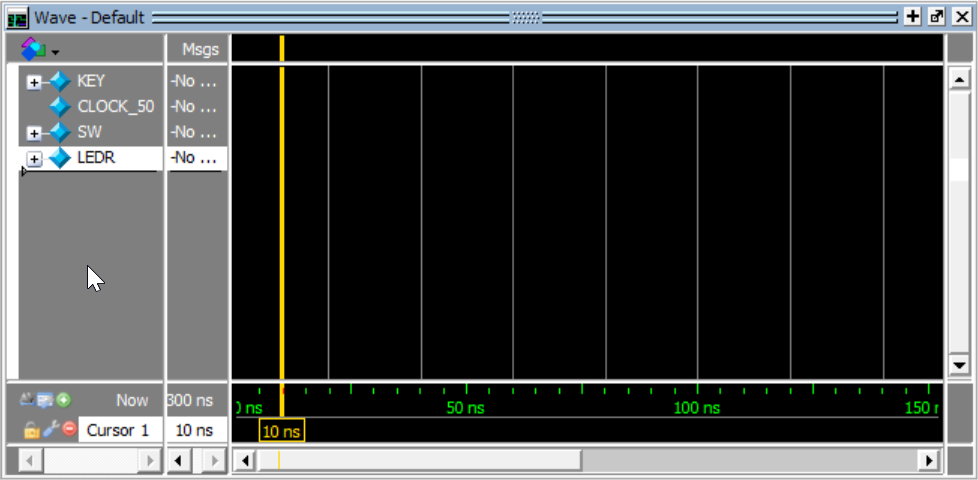 Wave - Default
Msgs
KEY -No ...
CLOCK_50 -No ...
SW -No ...
LEDR -No ...
Now 300 ns
ns 50 ns 100 ns 150
Cursor 1 10 ns 10 ns